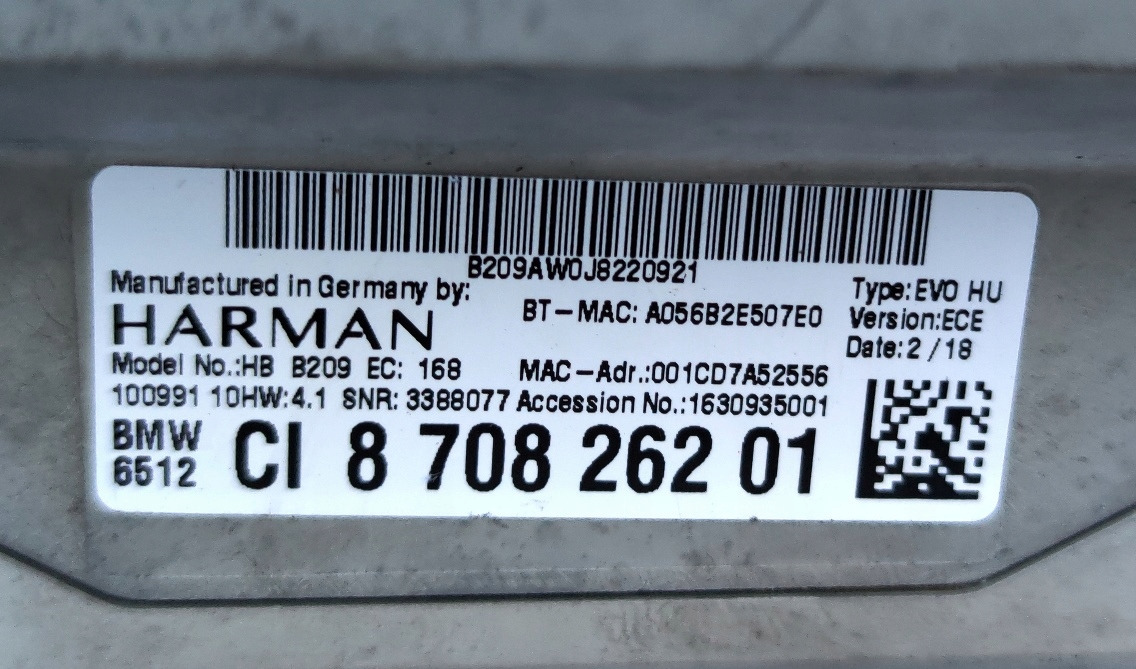 B209AW0J8220921
Manufactured in Germany by:
HARMAN
BT-MAC: A056B2E507E0
Type:EVO HU
Version:ECE
Date:2/18
Model No.:HB B209 EC: 168
MAC-Adr.:001CD7A52556
100991 10HW:4.1 SNR: 3388077 Accession No.:1630935001
BMW
6512
CI 8 708 262 01